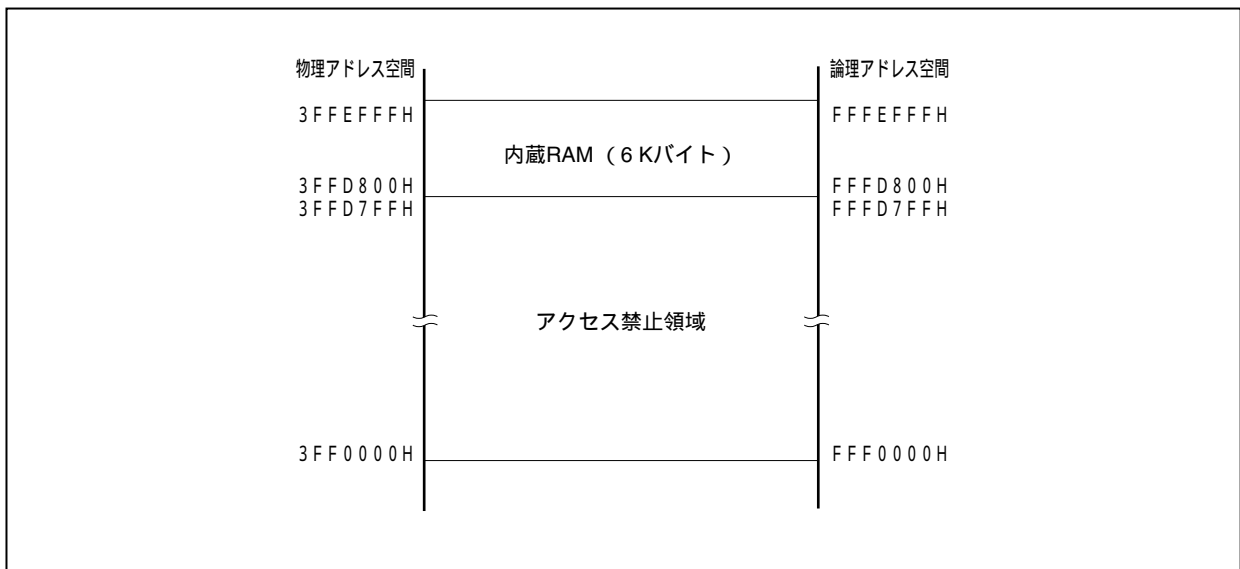 物理アドレス空間 論理アドレス空間
3FFEFFFH FFFEFFFH
内蔵RAM（6 Kバイト）
3FFD800H FFFD800H
3FFD7FFH FFFD7FFH
アクセス禁止領域
3FF0000H FFF0000H